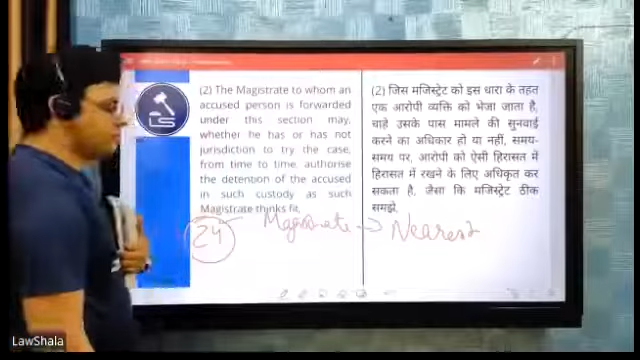 (2) The Magistrate to whom an
accused person is forwarded
under this section may,
whether he has or has not
jurisdiction to try the case,
from time to time, authorise
the detention of the accused
in such custody as such
Magistrate thinks fit,
(2) जिस मजिस्ट्रेट को इस धारा के तहत
एक आरोपी व्यक्ति को भेजा जाता है,
चाहे उसके पास मामले की सुनवाई
करने का अधिकार हो या नहीं, समय-
समय पर, आरोपी को ऐसी हिरासत में
हिरासत में रखने के लिए अधिकृत कर
सकता है, जैसा कि मजिस्ट्रेट ठीक
समझे,
24 Magistrate -> Nearest
LS
LawShala